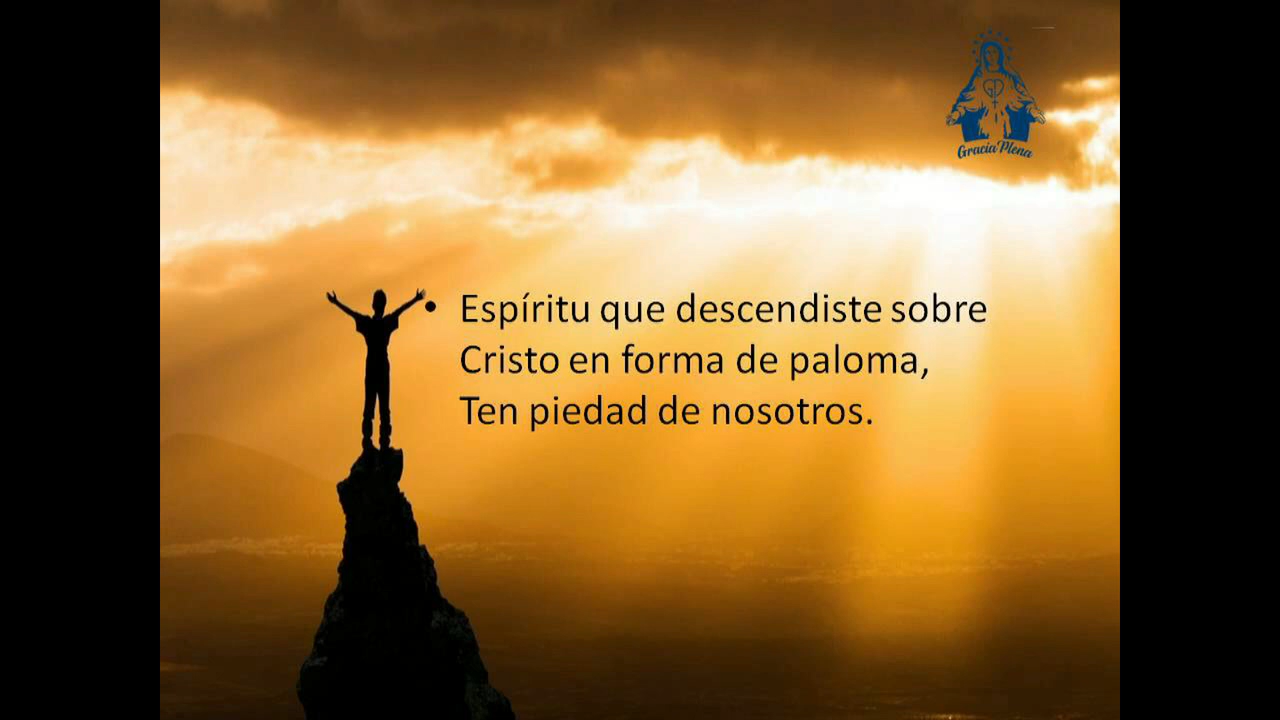 Gracia Plena
• Espíritu que descendiste sobre
Cristo en forma de paloma,
Ten piedad de nosotros.